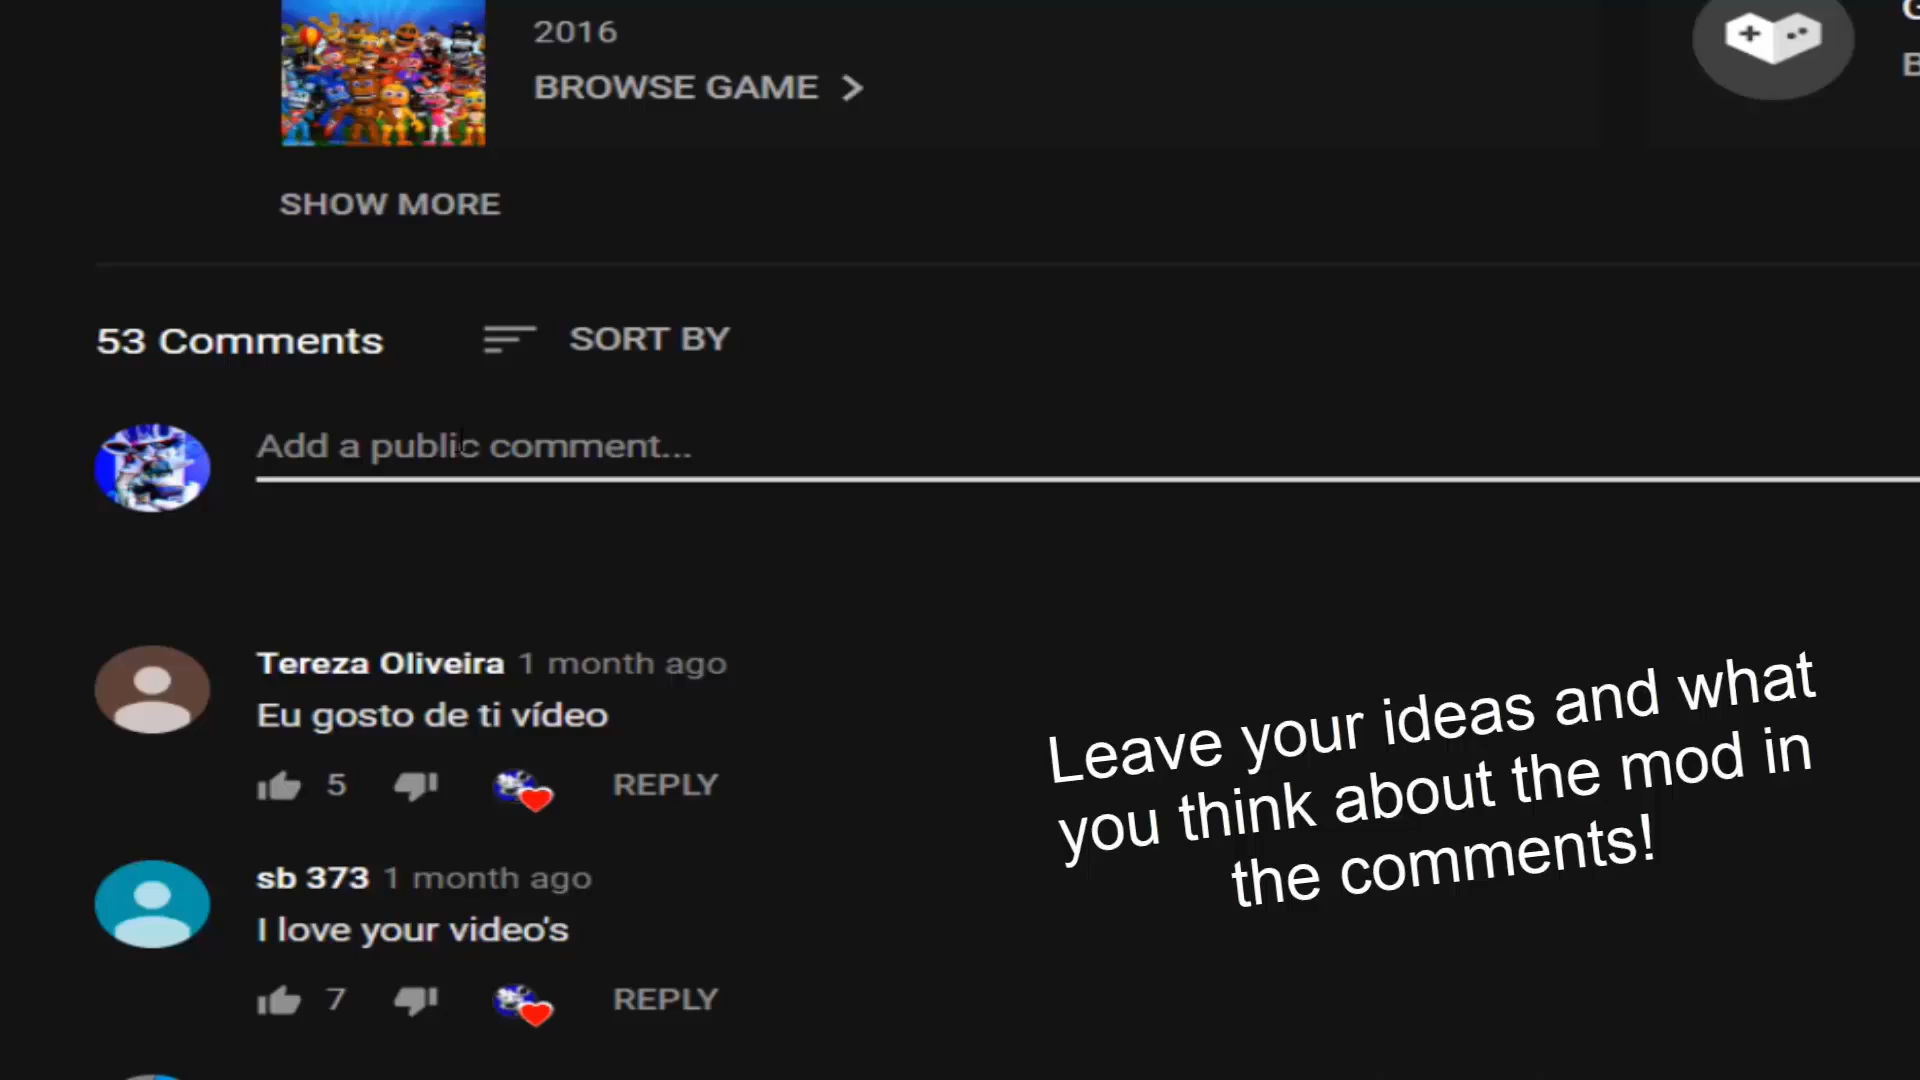 2016
BROWSE GAME
SHOW MORE
53 Comments SORT BY
Add a public comment...
Tereza Oliveira 1 month ago
Eu gosto de ti vídeo
5 REPLY
sb 373 1 month ago
I love your video's
7 REPLY
Leave your ideas and what
you think about the mod in
the comments!